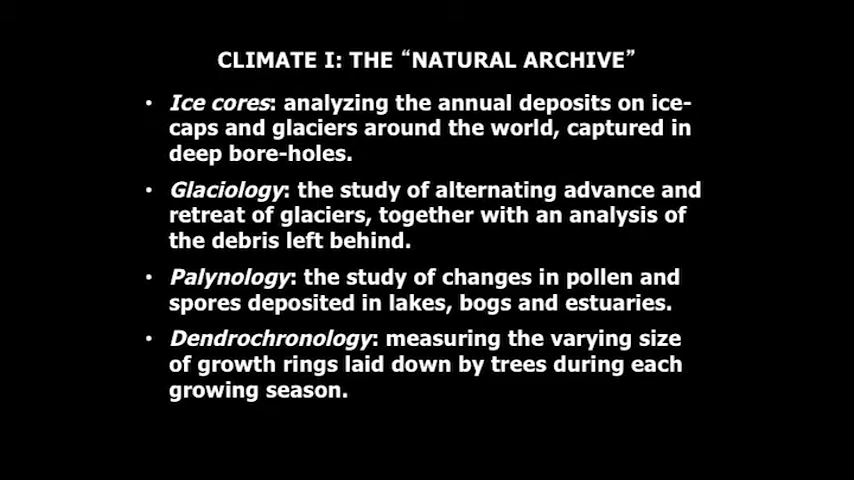 CLIMATE I: THE “NATURAL ARCHIVE”
• Ice cores: analyzing the annual deposits on ice-
caps and glaciers around the world, captured in
deep bore-holes.
• Glaciology: the study of alternating advance and
retreat of glaciers, together with an analysis of
the debris left behind.
• Palynology: the study of changes in pollen and
spores deposited in lakes, bogs and estuaries.
• Dendrochronology: measuring the varying size
of growth rings laid down by trees during each
growing season.